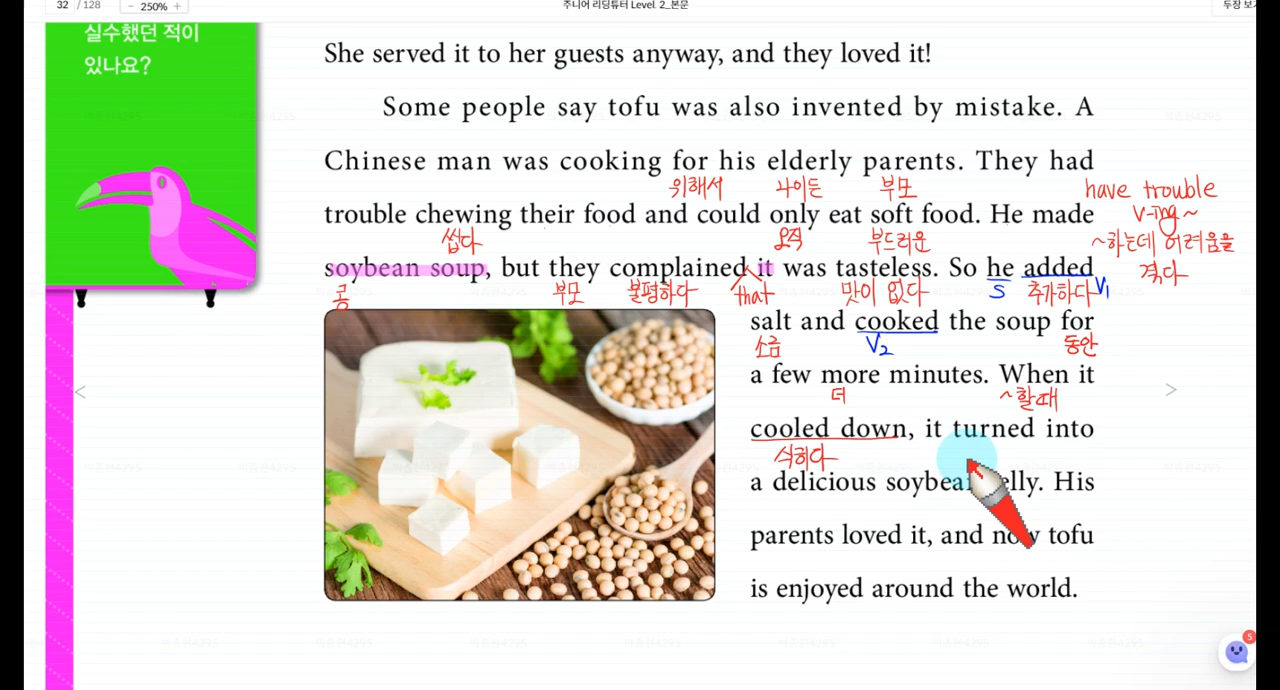 32 / 128
− 250% +
주니어 리딩튜터 Level. 2_본문
두장 보
실수했던 적이
있나요?
She served it to her guests anyway, and they loved it!
Some people say tofu was also invented by mistake. A
Chinese man was cooking for his elderly parents. They had
위해서 나이든 부모 have trouble
trouble chewing their food and could only eat soft food. He made
V-ing ~
씹다 오직 부드러운 ~하는데 어려움을
soybean soup, but they complained it was tasteless. So he added
겪다
콩 부모 불평하다 that 맛이 없다 S 추가하다 V1
salt and cooked the soup for
소금 V2 동안
a few more minutes. When it
더 ~할때
cooled down, it turned into
식히다
a delicious soybean jelly. His
parents loved it, and now tofu
is enjoyed around the world.
<
>
5